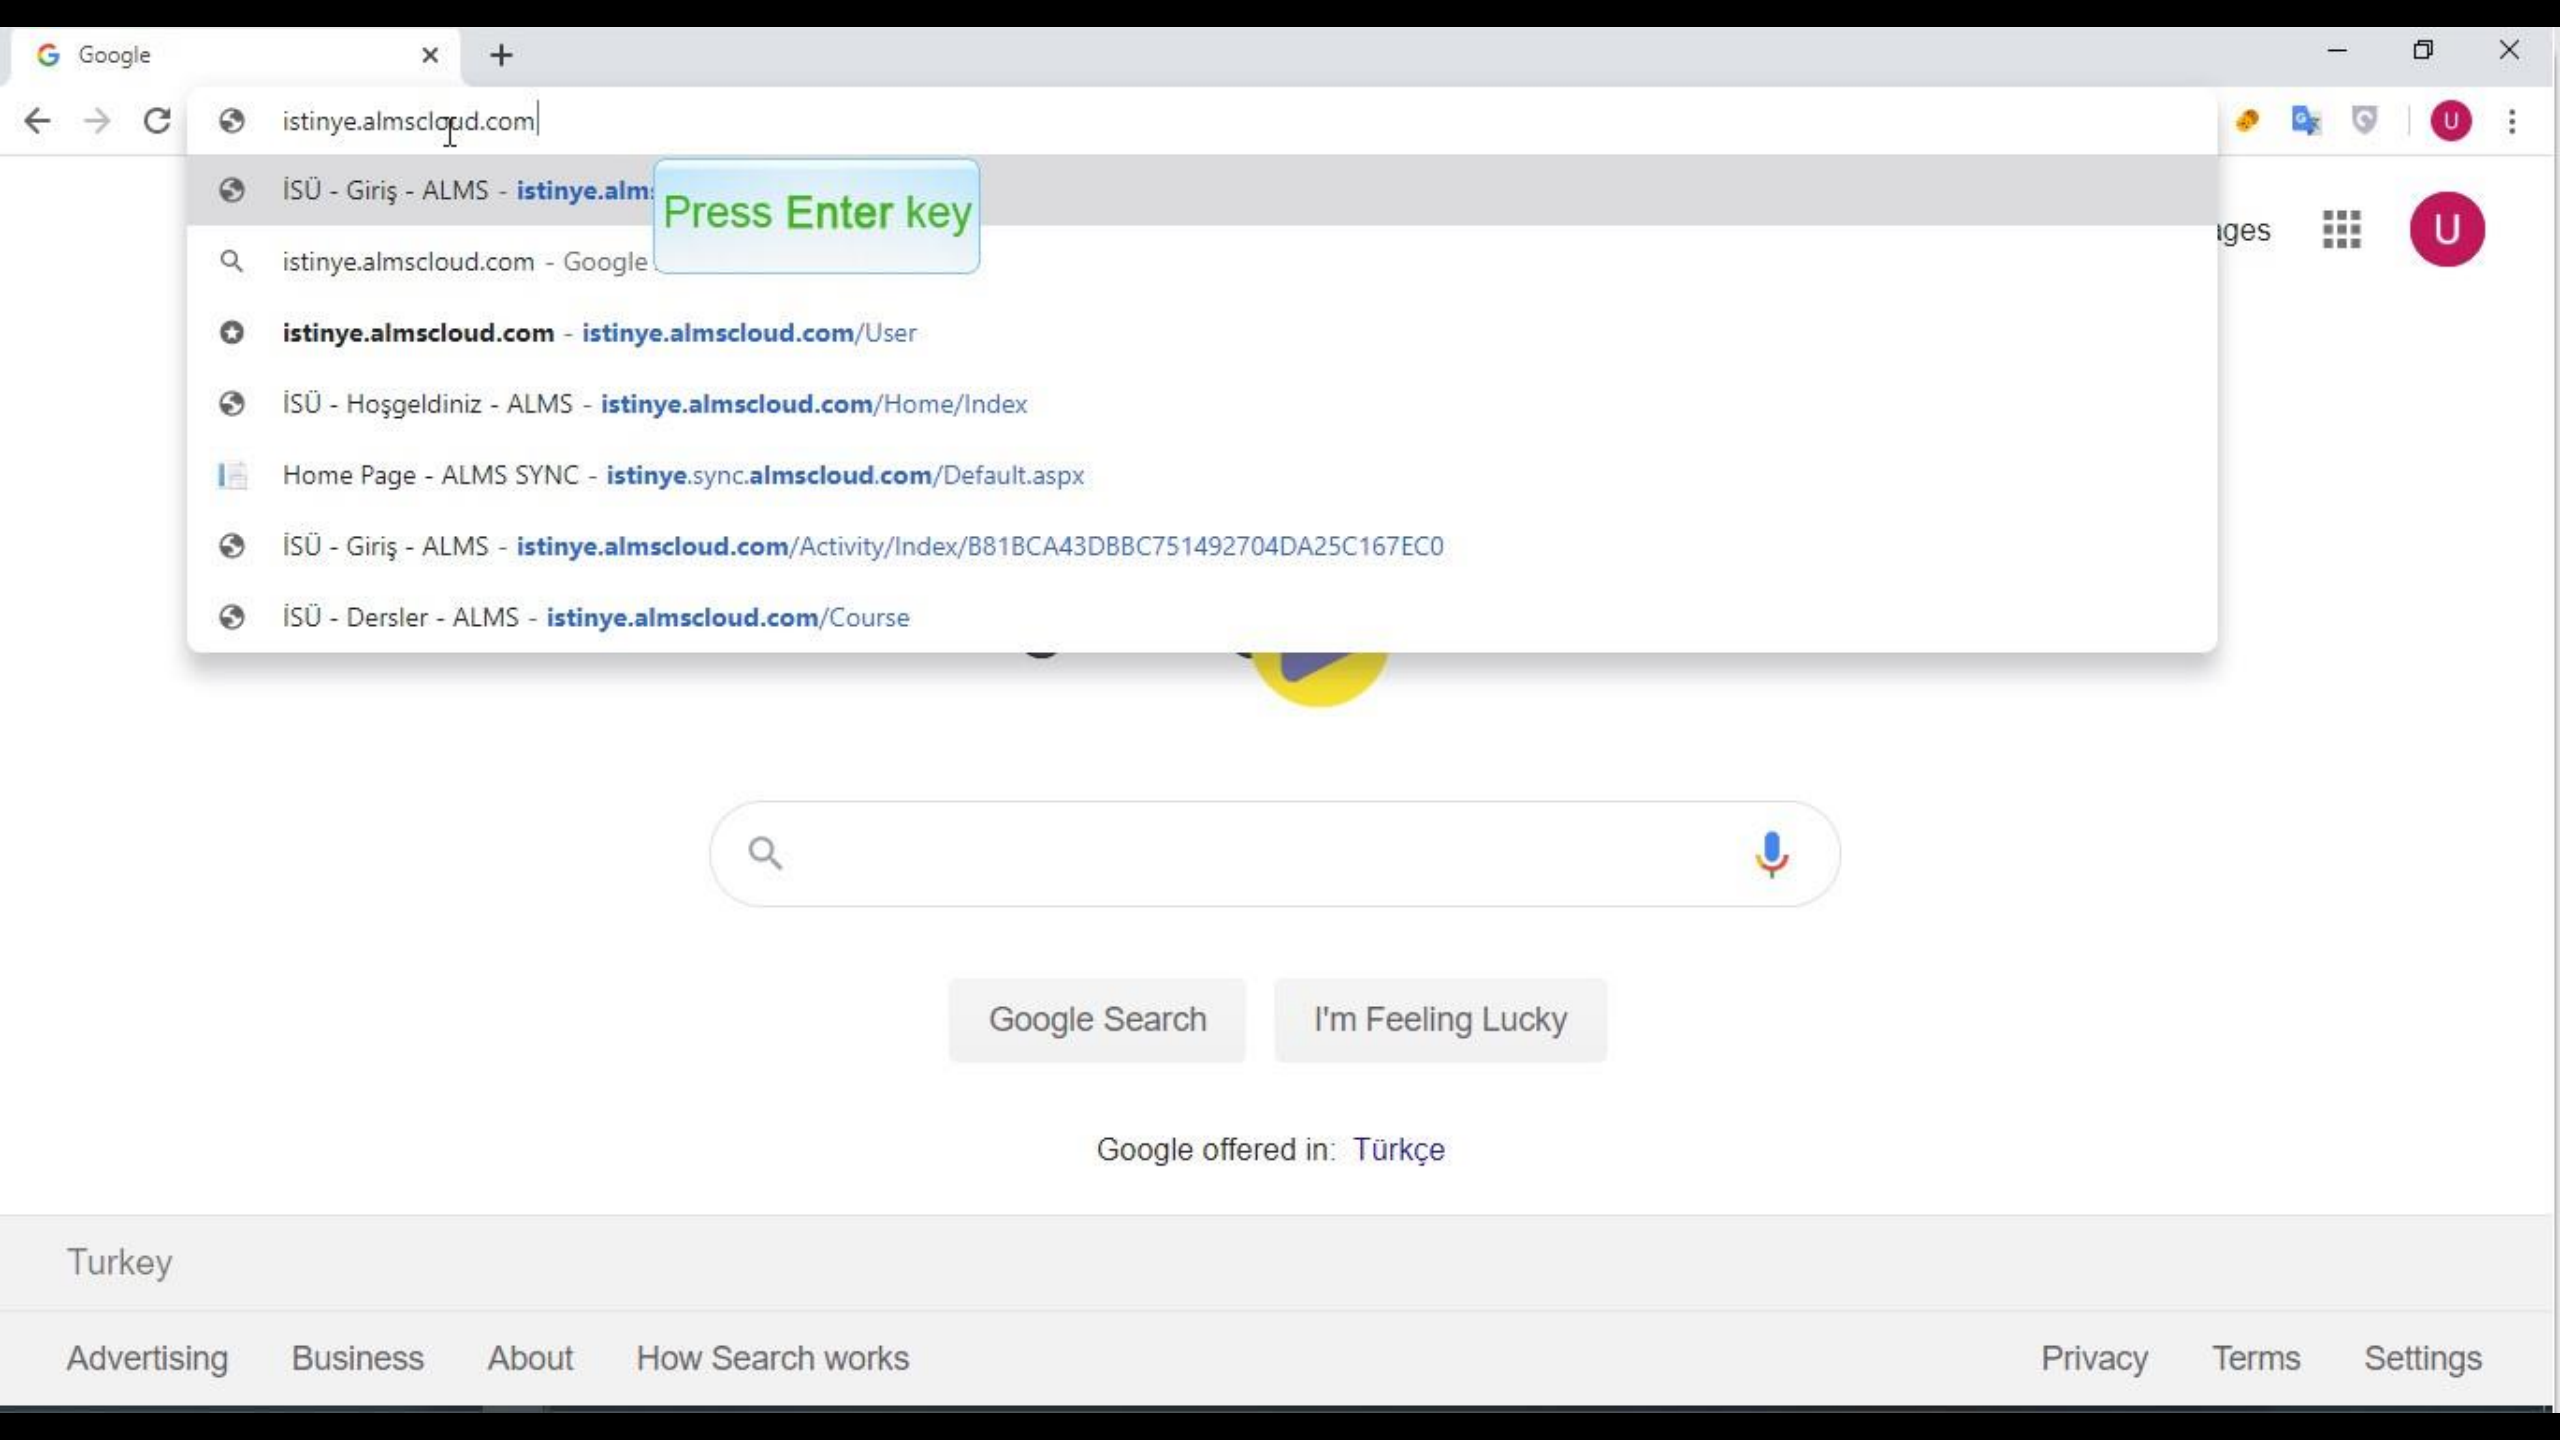 Google
istinye.almscloud.com
İSÜ - Giriş - ALMS - istinye.alm
Press Enter key
ages
U
U
istinye.almscloud.com - Google
istinye.almscloud.com - istinye.almscloud.com/User
İSÜ - Hoşgeldiniz - ALMS - istinye.almscloud.com/Home/Index
Home Page - ALMS SYNC - istinye.sync.almscloud.com/Default.aspx
İSÜ - Giriş - ALMS - istinye.almscloud.com/Activity/Index/B81BCA43DBBC751492704DA25C167EC0
İSÜ - Dersler - ALMS - istinye.almscloud.com/Course
Google Search I'm Feeling Lucky
Google offered in: Türkçe
Turkey
Advertising Business About How Search works Privacy Terms Settings